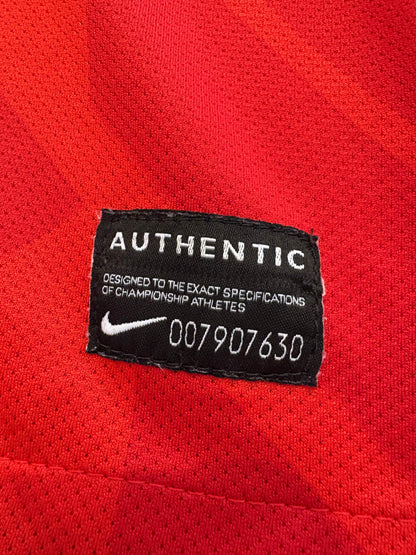 AUTHENTIC
DESIGNED TO THE EXACT SPECIFICATIONS
OF CHAMPIONSHIP ATHLETES
007907630